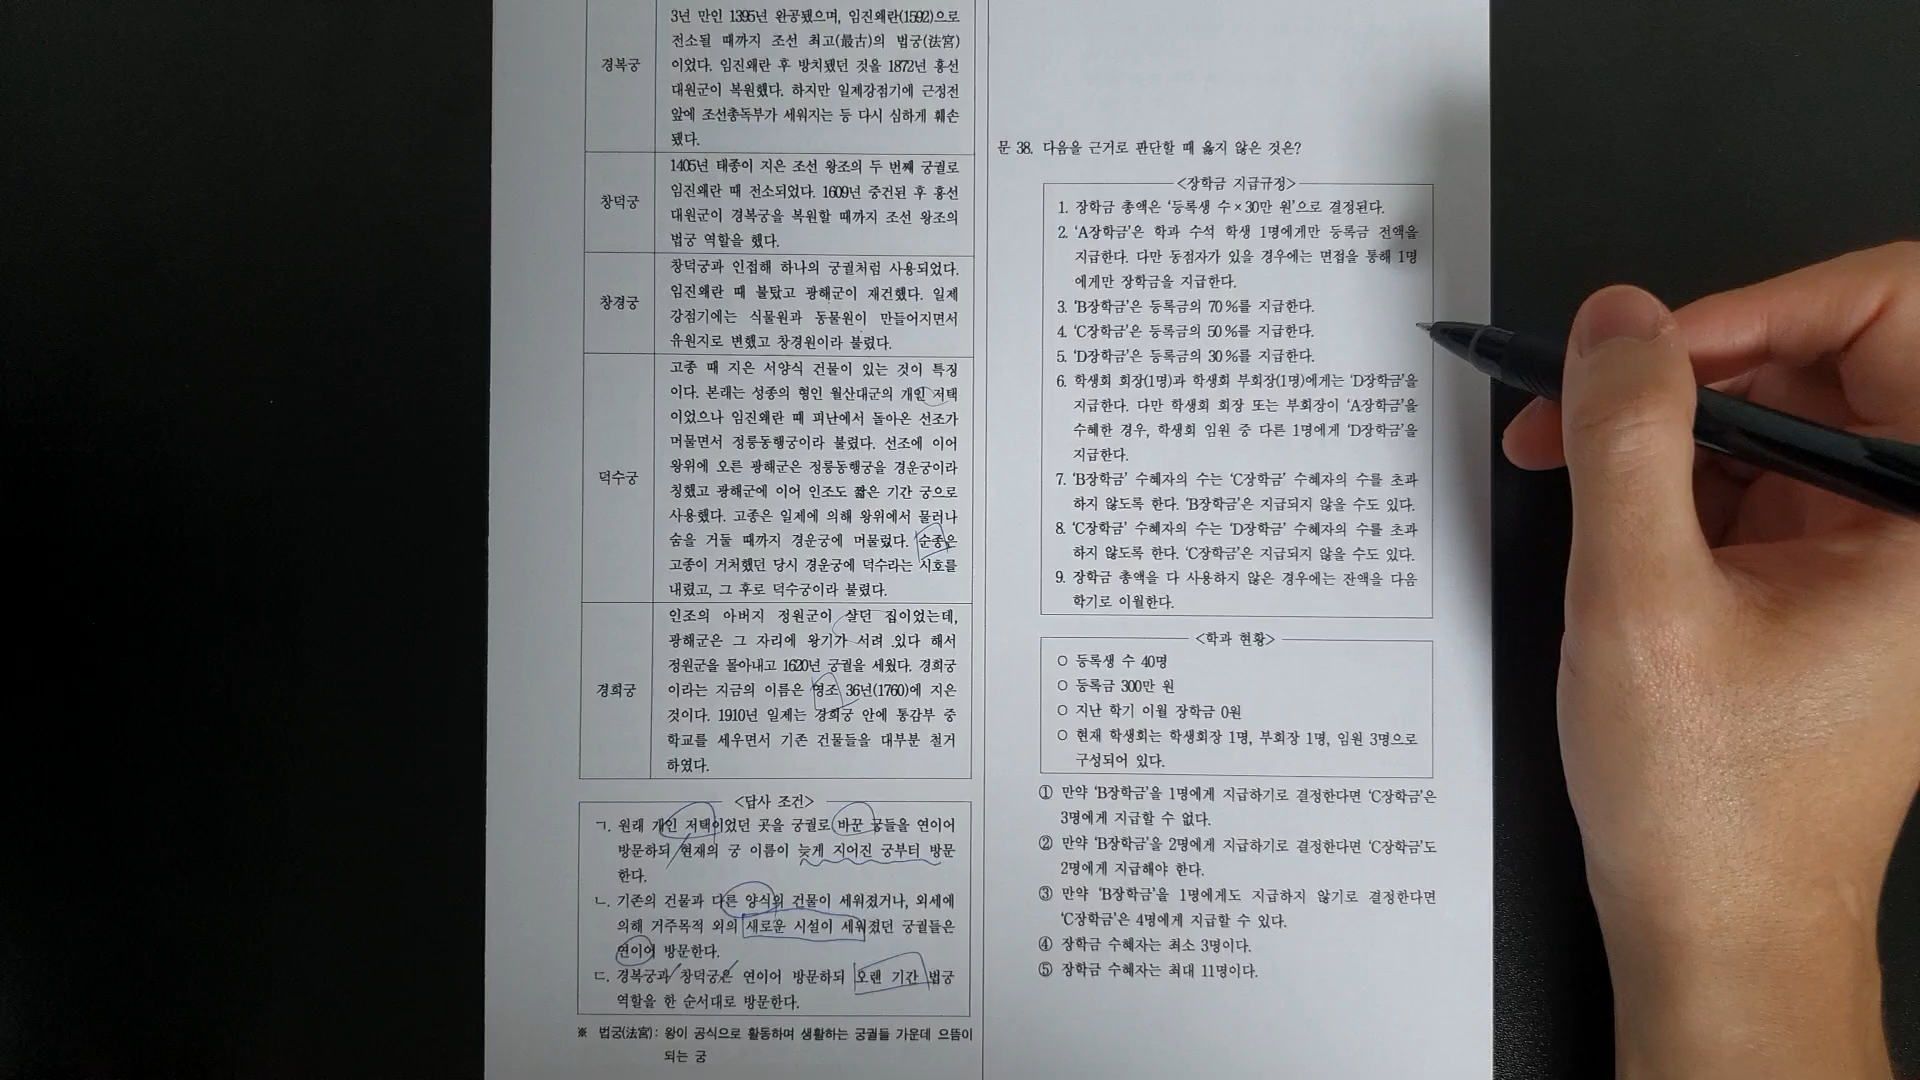 경복궁
3년 만인 1395년 완공됐으며, 임진왜란(1592)으로
전소될 때까지 조선 최고(最古)의 법궁(法宮)
이었다. 임진왜란 후 방치됐던 것을 1872년 흥선
대원군이 복원했다. 하지만 일제강점기에 근정전
앞에 조선총독부가 세워지는 등 다시 심하게 훼손
됐다.
창덕궁
1405년 태종이 지은 조선 왕조의 두 번째 궁궐로
임진왜란 때 전소되었다. 1609년 중건된 후 흥선
대원군이 경복궁을 복원할 때까지 조선 왕조의
법궁 역할을 했다.
창경궁
창덕궁과 인접해 하나의 궁궐처럼 사용되었다.
임진왜란 때 불탔고 광해군이 재건했다. 일제
강점기에는 식물원과 동물원이 만들어지면서
유원지로 변했고 창경원이라 불렸다.
덕수궁
고종 때 지은 서양식 건물이 있는 것이 특징
이다. 본래는 성종의 형인 월산대군의 개인 저택
이었으나 임진왜란 때 피난에서 돌아온 선조가
머물면서 정릉동행궁이라 불렸다. 선조에 이어
왕위에 오른 광해군은 정릉동행궁을 경운궁이라
칭했고 광해군에 이어 인조도 짧은 기간 궁으로
사용했다. 고종은 일제에 의해 왕위에서 물러나
숨을 거둘 때까지 경운궁에 머물렀다. 순종은
고종이 거처했던 당시 경운궁에 덕수라는 시호를
내렸고, 그 후로 덕수궁이라 불렸다.
경희궁
인조의 아버지 정원군이 살던 집이었는데,
광해군은 그 자리에 왕기가 서려 있다 해서
정원군을 몰아내고 1620년 궁궐을 세웠다. 경희궁
이라는 지금의 이름은 영조 36년(1760)에 지은
것이다. 1910년 일제는 경희궁 안에 통감부 중
학교를 세우면서 기존 건물들을 대부분 철거
하였다.
<답사 조건>
ㄱ. 원래 개인 저택이었던 곳을 궁궐로 바꾼 궁들을 연이어
방문하되 현재의 궁 이름이 늦게 지어진 궁부터 방문
한다.
ㄴ. 기존의 건물과 다른 양식의 건물이 세워졌거나, 외세에
의해 거주목적 외의 새로운 시설이 세워졌던 궁궐들은
연이어 방문한다.
ㄷ. 경복궁과 창덕궁은 연이어 방문하되 오랜 기간 법궁
역할을 한 순서대로 방문한다.
※ 법궁(法宮): 왕이 공식으로 활동하며 생활하는 궁궐들 가운데 으뜸이
되는 궁
문 38. 다음을 근거로 판단할 때 옳지 않은 것은?
<장학금 지급규정>
1. 장학금 총액은 '등록생 수×30만 원'으로 결정된다.
2. 'A장학금'은 학과 수석 학생 1명에게만 등록금 전액을
지급한다. 다만 동점자가 있을 경우에는 면접을 통해 1명
에게만 장학금을 지급한다.
3. 'B장학금'은 등록금의 70%를 지급한다.
4. 'C장학금'은 등록금의 50%를 지급한다.
5. 'D장학금'은 등록금의 30%를 지급한다.
6. 학생회 회장(1명)과 학생회 부회장(1명)에게는 'D장학금'을
지급한다. 다만 학생회 회장 또는 부회장이 'A장학금'을
수혜한 경우, 학생회 임원 중 다른 1명에게 'D장학금'을
지급한다.
7. 'B장학금' 수혜자의 수는 'C장학금' 수혜자의 수를 초과
하지 않도록 한다. 'B장학금'은 지급되지 않을 수도 있다.
8. 'C장학금' 수혜자의 수는 'D장학금' 수혜자의 수를 초과
하지 않도록 한다. 'C장학금'은 지급되지 않을 수도 있다.
9. 장학금 총액을 다 사용하지 않은 경우에는 잔액을 다음
학기로 이월한다.
<학과 현황>
○ 등록생 수 40명
○ 등록금 300만 원
○ 지난 학기 이월 장학금 0원
○ 현재 학생회는 학생회장 1명, 부회장 1명, 임원 3명으로
구성되어 있다.
① 만약 'B장학금'을 1명에게 지급하기로 결정한다면 'C장학금'은
3명에게 지급할 수 없다.
② 만약 'B장학금'을 2명에게 지급하기로 결정한다면 'C장학금'도
2명에게 지급해야 한다.
③ 만약 'B장학금'을 1명에게도 지급하지 않기로 결정한다면
'C장학금'은 4명에게 지급할 수 있다.
④ 장학금 수혜자는 최소 3명이다.
⑤ 장학금 수혜자는 최대 11명이다.